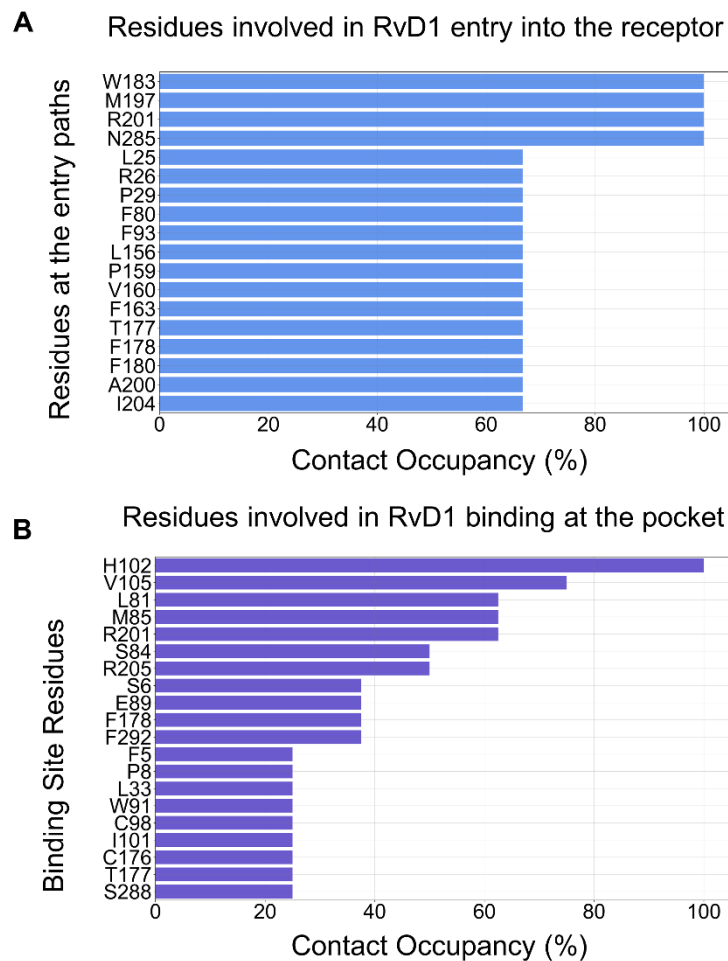 A
Residues involved in RvD1 entry into the receptor
Residues at the entry paths
W183
M197
R201
N285
L25
R26
P29
F80
F93
L156
P159
V160
F163
T177
F178
F180
A200
I204
0 20 40 60 80 100
Contact Occupancy (%)
Residues involved in RvD1 binding at the pocket
B
Binding Site Residues
H102
V105
L81
M85
R201
S84
R205
S6
E89
F178
F292
F5
P8
L33
W91
C98
I101
C176
T177
S288
0 20 40 60 80 100
Contact Occupancy (%)